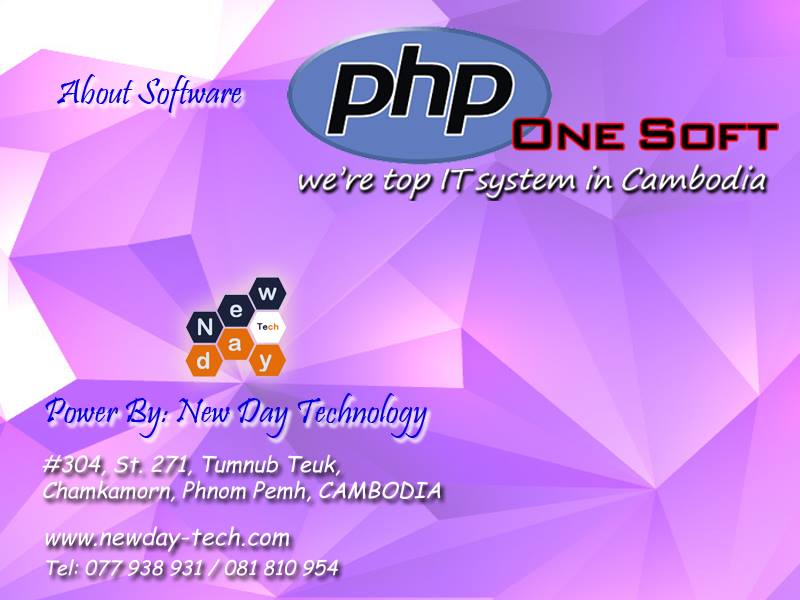 About Software
php
One Soft
we're top IT system in Cambodia
New
Tech
day
Power By: New Day Technology
#304, St. 271, Tumnub Teuk,
Chamkamorn, Phnom Pemh, CAMBODIA
www.newday-tech.com
Tel: 077 938 931 / 081 810 954